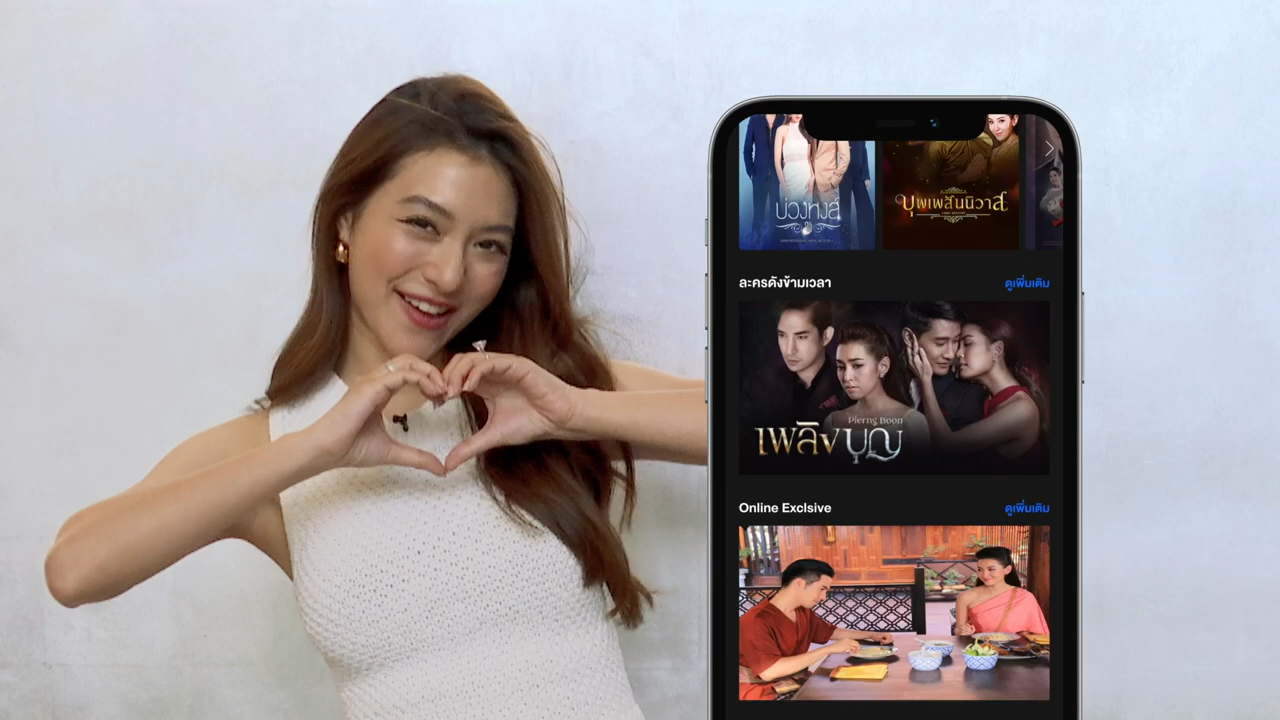 บ่วงหงส์
บุพเพสันนิวาส
LOVE DESTINY
ละครดังข้ามเวลา
ดูเพิ่มเติม
Pierng Boon
เพลิงบุญ
Online Exclsive
ดูเพิ่มเติม